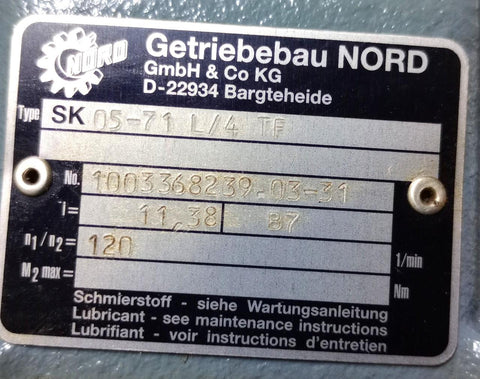 NORD
Getriebebau NORD
GmbH & Co KG
D-22934 Bargteheide
Type SK 05-71 L/4 TF
No. 1003368239.03-31
i= 11,38 87
n1/n2= 120 1/min
M2 max= Nm
Schmierstoff - siehe Wartungsanleitung
Lubricant - see maintenance instructions
Lubrifiant - voir instructions d'entretien